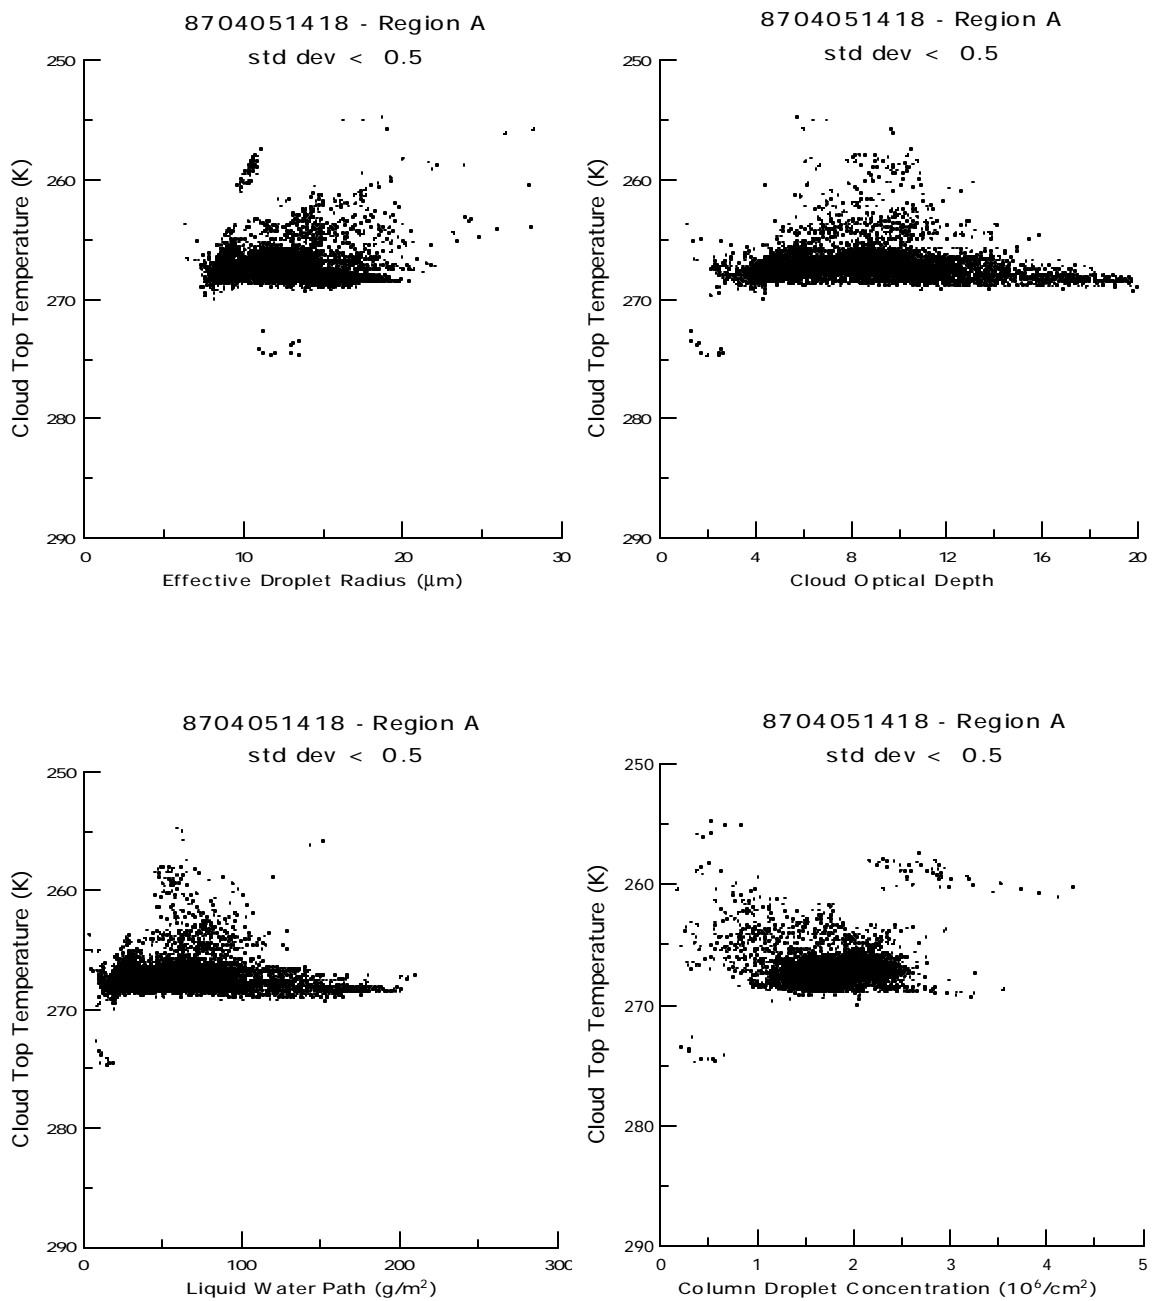 8704051418 - Region A
std dev < 0.5
250
260
270
280
290
Cloud Top Temperature (K)
0
10
20
30
Effective Droplet Radius (μm)
8704051418 - Region A
std dev < 0.5
250
260
270
280
290
Cloud Top Temperature (K)
0
4
8
12
16
20
Cloud Optical Depth
8704051418 - Region A
std dev < 0.5
250
260
270
280
290
Cloud Top Temperature (K)
0
100
200
300
Liquid Water Path (g/m²)
8704051418 - Region A
std dev < 0.5
250
260
270
280
290
Cloud Top Temperature (K)
0
1
2
3
4
5
Column Droplet Concentration (10⁶/cm²)